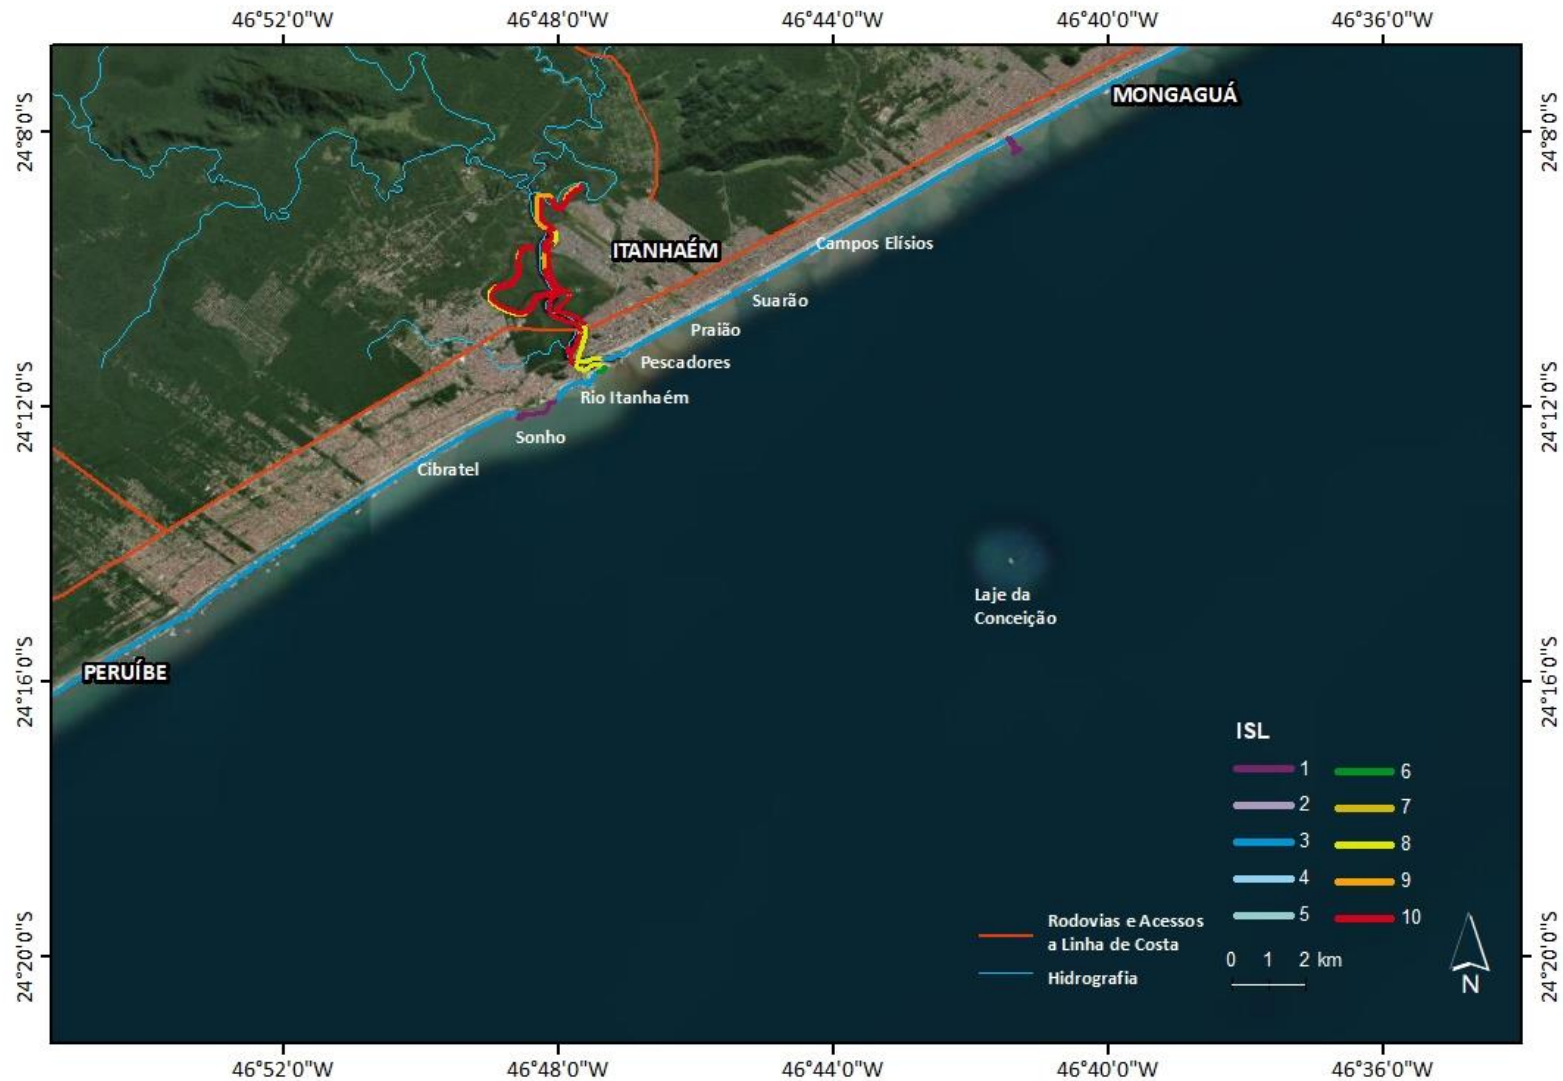 46°52'0"W 46°48'0"W 46°44'0"W 46°40'0"W 46°36'0"W
24°8'0"S
24°12'0"S
24°16'0"S
24°20'0"S
24°8'0"S
24°12'0"S
24°16'0"S
24°20'0"S
MONGAGUÁ
ITANHAÉM
Campos Elísios
Suarão
Praião
Pescadores
Rio Itanhaém
Sonho
Cibratel
Laje da
Conceição
PERUÍBE
ISL
1 6
2 7
3 8
4 9
5 10
Rodovias e Acessos
a Linha de Costa
Hidrografia
0 1 2 km
N
46°52'0"W 46°48'0"W 46°44'0"W 46°40'0"W 46°36'0"W